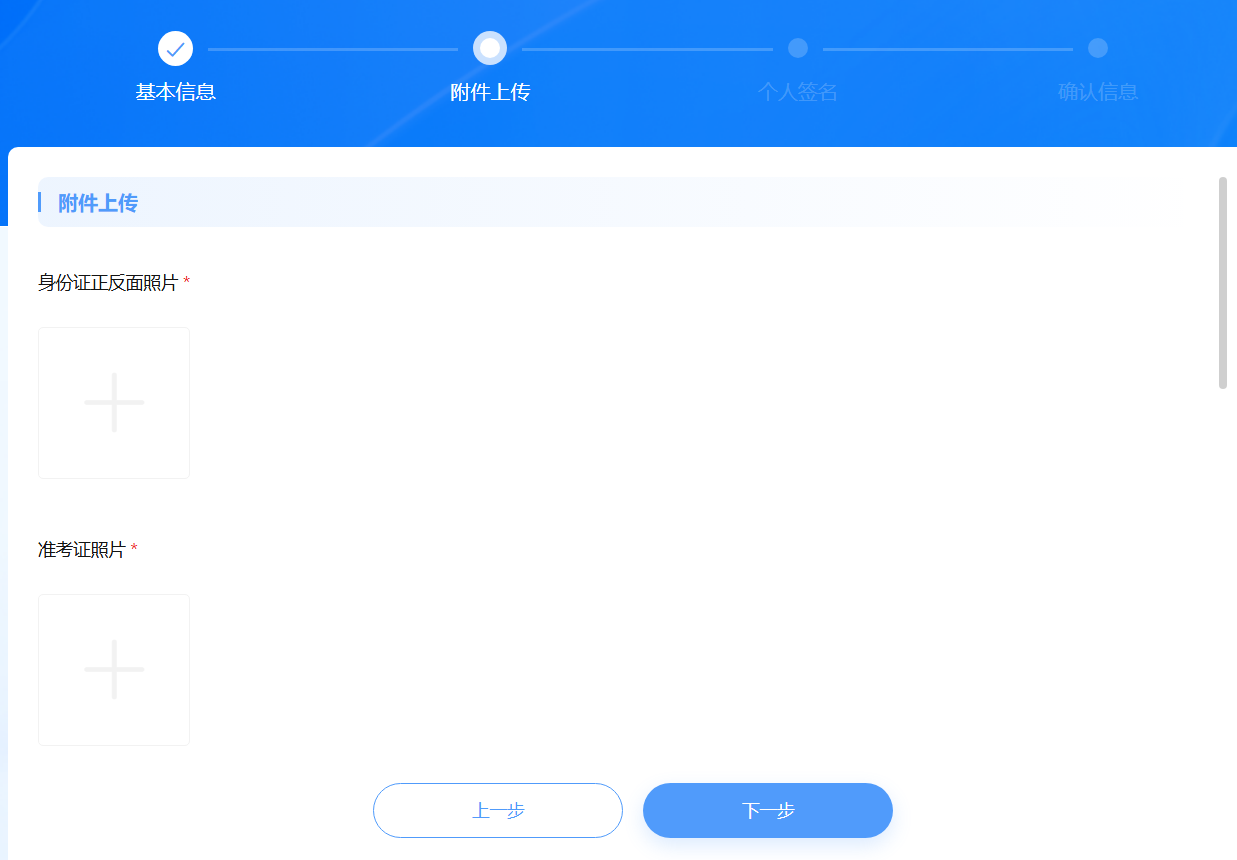 基本信息
附件上传
个人签名
确认信息
附件上传
身份证正反面照片 *
准考证照片 *
上一步
下一步